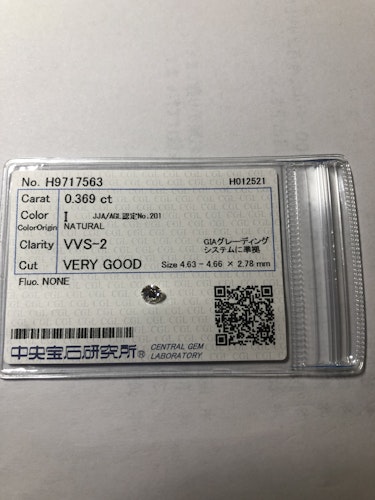 No. H9717563 H012521
Carat 0.369 ct
Color I JJA/AGL認定No.201
ColorOrigin NATURAL
Clarity VVS-2 GIAグレーディング
システムに準拠
Cut VERY GOOD Size 4.63 - 4.66 × 2.78 mm
Fluo. NONE
中央宝石研究所® CENTRAL GEM
LABORATORY